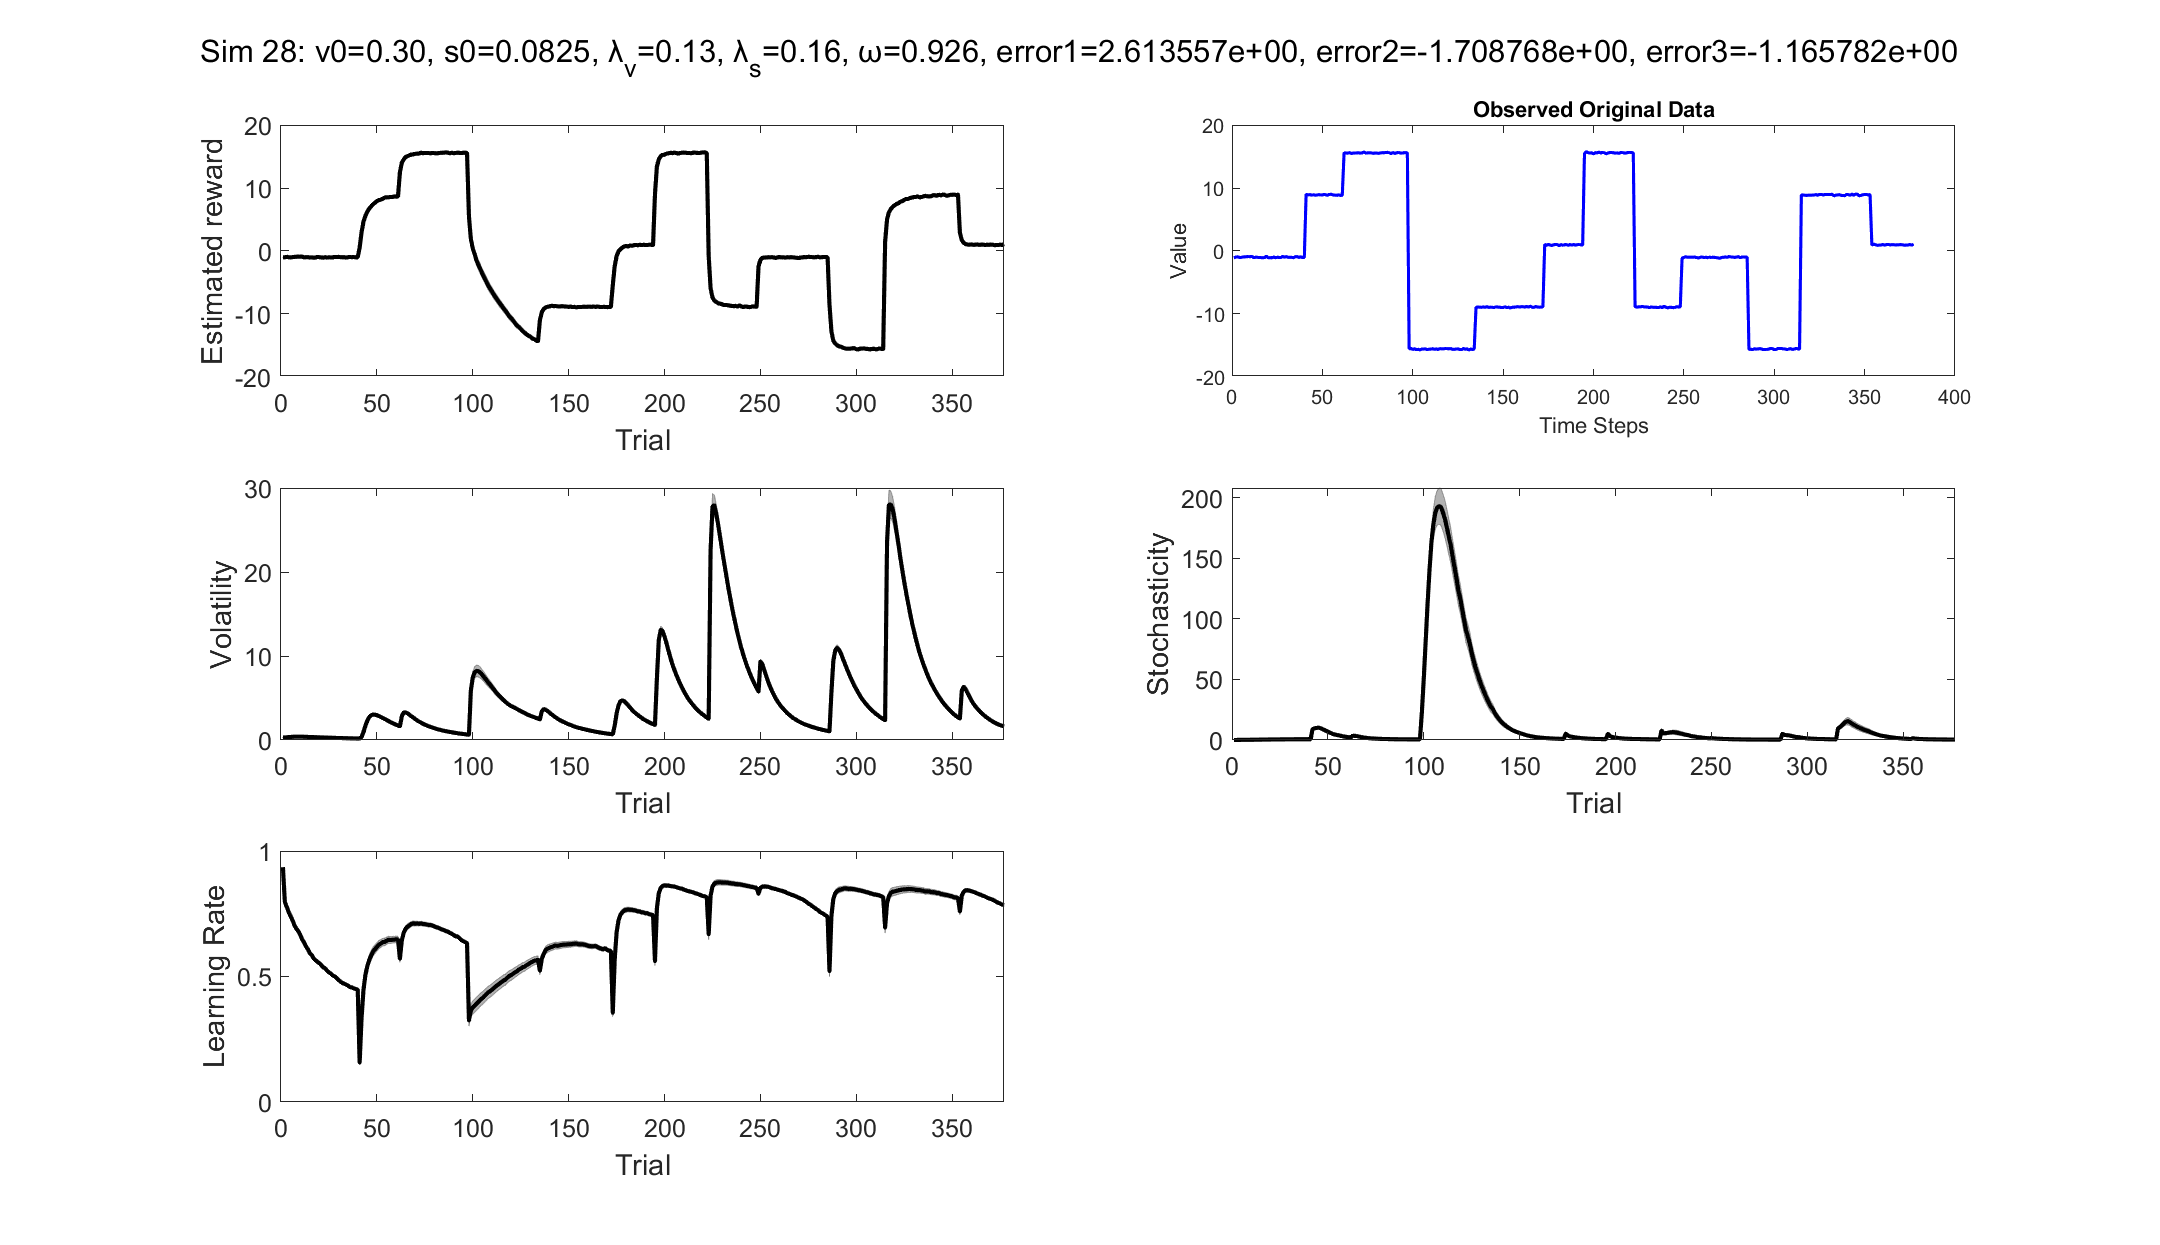 Sim 28: v0=0.30, s0=0.0825, λv=0.13, λs=0.16, ω=0.926, error1=2.613557e+00, error2=-1.708768e+00, error3=-1.165782e+00
Estimated reward
20
10
0
-10
-20
0 50 100 150 200 250 300 350
Trial
Observed Original Data
Value
20
10
0
-10
-20
0 50 100 150 200 250 300 350 400
Time Steps
Volatility
30
20
10
0
0 50 100 150 200 250 300 350
Trial
Stochasticity
200
150
100
50
0
0 50 100 150 200 250 300 350
Trial
Learning Rate
1
0.5
0
0 50 100 150 200 250 300 350
Trial